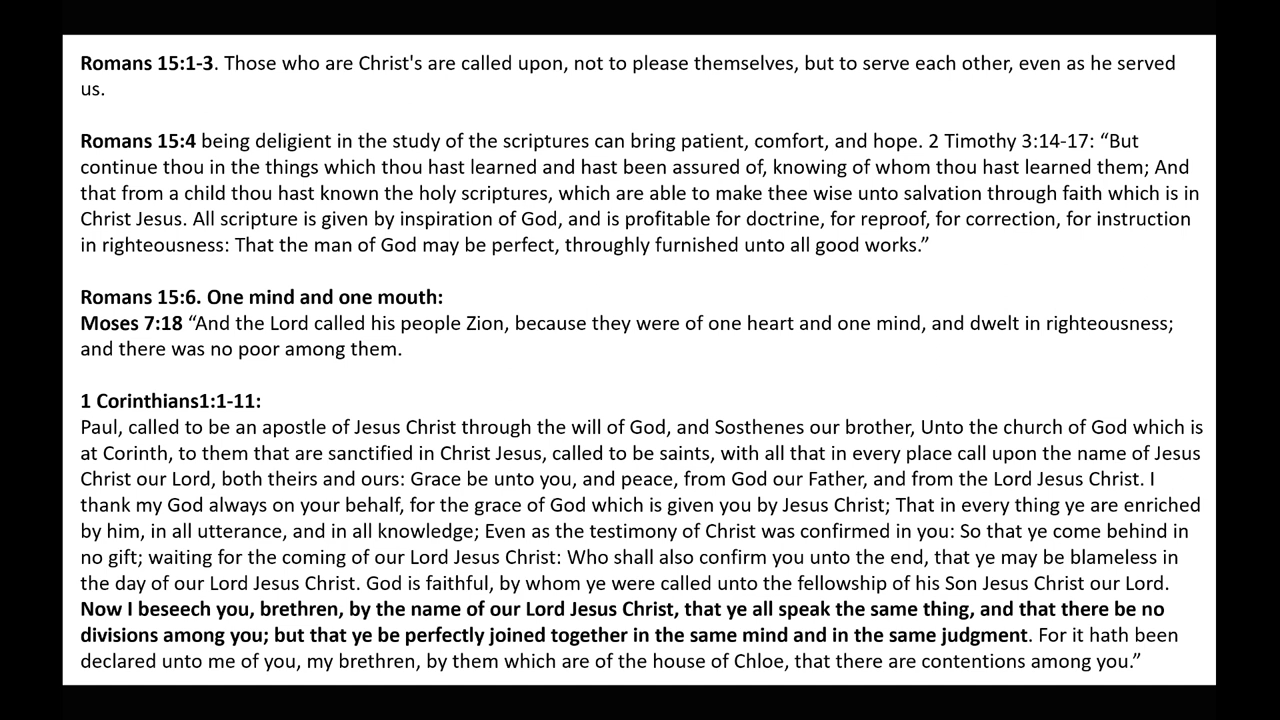 Romans 15:1-3. Those who are Christ's are called upon, not to please themselves, but to serve each other, even as he served
us.
Romans 15:4 being deligient in the study of the scriptures can bring patient, comfort, and hope. 2 Timothy 3:14-17: “But
continue thou in the things which thou hast learned and hast been assured of, knowing of whom thou hast learned them; And
that from a child thou hast known the holy scriptures, which are able to make thee wise unto salvation through faith which is in
Christ Jesus. All scripture is given by inspiration of God, and is profitable for doctrine, for reproof, for correction, for instruction
in righteousness: That the man of God may be perfect, throughly furnished unto all good works.”
Romans 15:6. One mind and one mouth:
Moses 7:18 “And the Lord called his people Zion, because they were of one heart and one mind, and dwelt in righteousness;
and there was no poor among them.
1 Corinthians1:1-11:
Paul, called to be an apostle of Jesus Christ through the will of God, and Sosthenes our brother, Unto the church of God which is
at Corinth, to them that are sanctified in Christ Jesus, called to be saints, with all that in every place call upon the name of Jesus
Christ our Lord, both theirs and ours: Grace be unto you, and peace, from God our Father, and from the Lord Jesus Christ. I
thank my God always on your behalf, for the grace of God which is given you by Jesus Christ; That in every thing ye are enriched
by him, in all utterance, and in all knowledge; Even as the testimony of Christ was confirmed in you: So that ye come behind in
no gift; waiting for the coming of our Lord Jesus Christ: Who shall also confirm you unto the end, that ye may be blameless in
the day of our Lord Jesus Christ. God is faithful, by whom ye were called unto the fellowship of his Son Jesus Christ our Lord.
Now I beseech you, brethren, by the name of our Lord Jesus Christ, that ye all speak the same thing, and that there be no
divisions among you; but that ye be perfectly joined together in the same mind and in the same judgment. For it hath been
declared unto me of you, my brethren, by them which are of the house of Chloe, that there are contentions among you.”